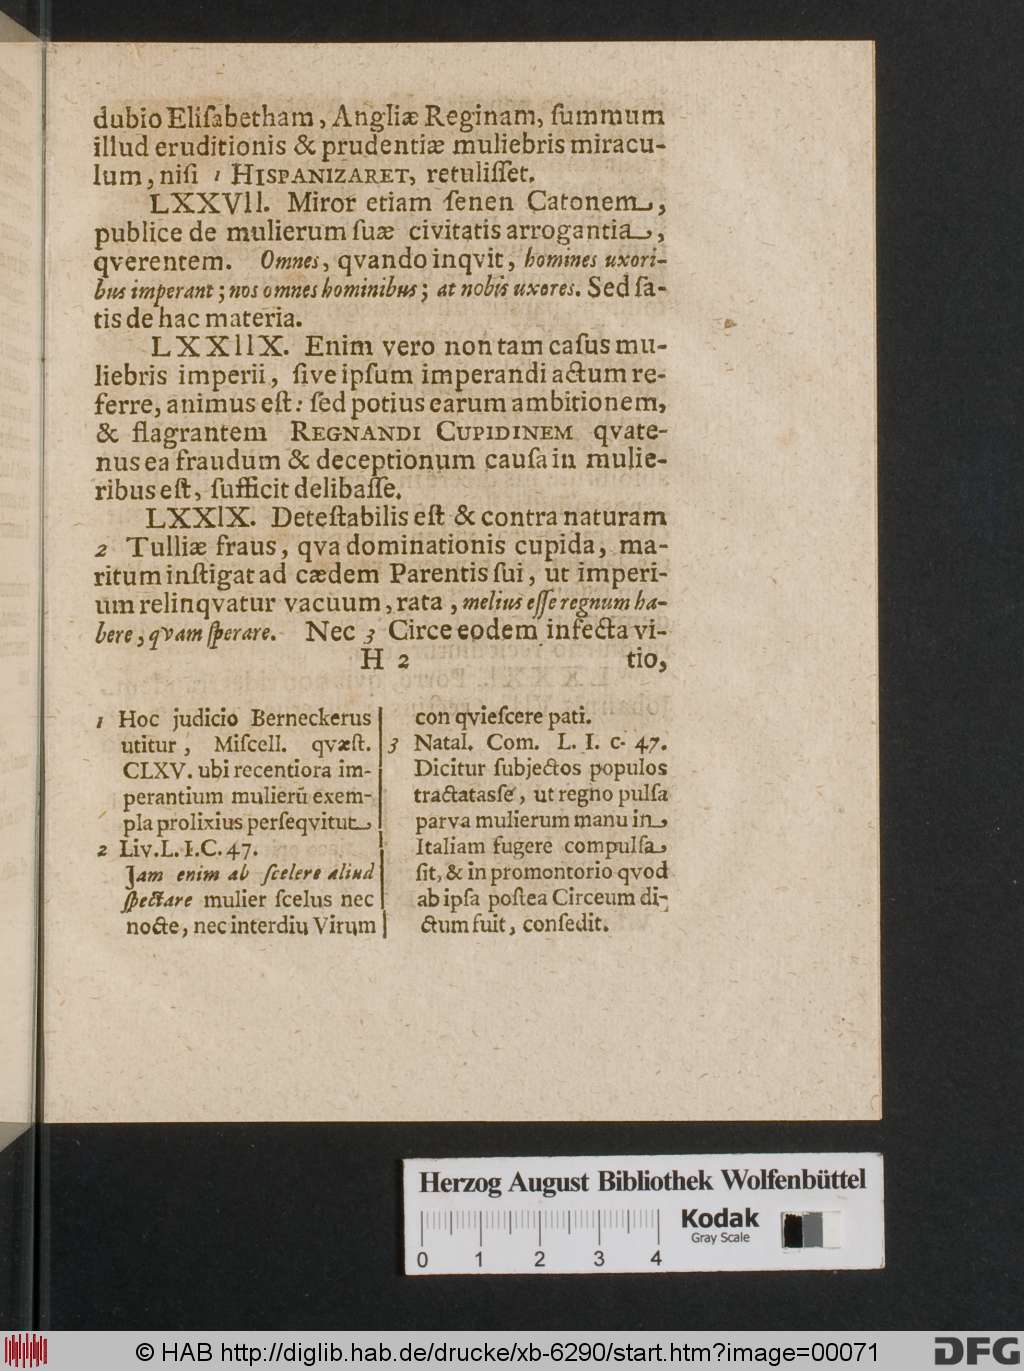 dubio Eliſabetham, Angliæ Reginam, ſummum
illud eruditionis & prudentiæ muliebris miracu-
lum, niſi 1 HISPANIZARET, retuliſſet.
LXXVII. Miror etiam ſenen Catonem,
publice de mulierum ſuæ civitatis arrogantia,
qverentem. Omnes, qvando inqvit, homines uxori-
bus imperant; nos omnes hominibus; at nobis uxores. Sed ſa-
tis de hac materia.
LXXIIX. Enim vero non tam caſus mu-
liebris imperii, ſive ipſum imperandi actum re-
ferre, animus eſt: ſed potius earum ambitionem,
& flagrantem REGNANDI CUPIDINEM qvate-
nus ea fraudum & deceptionum cauſa in mulie-
ribus eſt, ſufficit delibaſſe.
LXXIX. Deteſtabilis eſt & contra naturam
2 Tulliæ fraus, qva dominationis cupida, ma-
ritum inſtigat ad cædem Parentis ſui, ut imperi-
um relinqvatur vacuum, rata, melius eſſe regnum ha-
bere, qvam ſperare. Nec 3 Circe eodem infecta vi-
H 2 tio,
1 Hoc judicio Berneckerus
utitur, Miſcell. qvæſt.
CLXV. ubi recentiora im-
perantium mulierū exem-
pla prolixius perſeqvitut
2 Liv. L. I. C. 47.
Jam enim ab ſcelere aliud
ſpectare mulier ſcelus nec
nocte, nec interdiu Virum
con qvieſcere pati.
3 Natal. Com. L. I. c. 47.
Dicitur ſubjectos populos
tractatasſe, ut regno pulſa
parva mulierum manu in
Italiam fugere compulſa
ſit, & in promontorio qvod
ab ipſa poſtea Circeum di-
ctum fuit, conſedit.
Herzog August Bibliothek Wolfenbüttel
Kodak
Gray Scale
0 1 2 3 4
© HAB http://diglib.hab.de/drucke/xb-6290/start.htm?image=00071
DFG